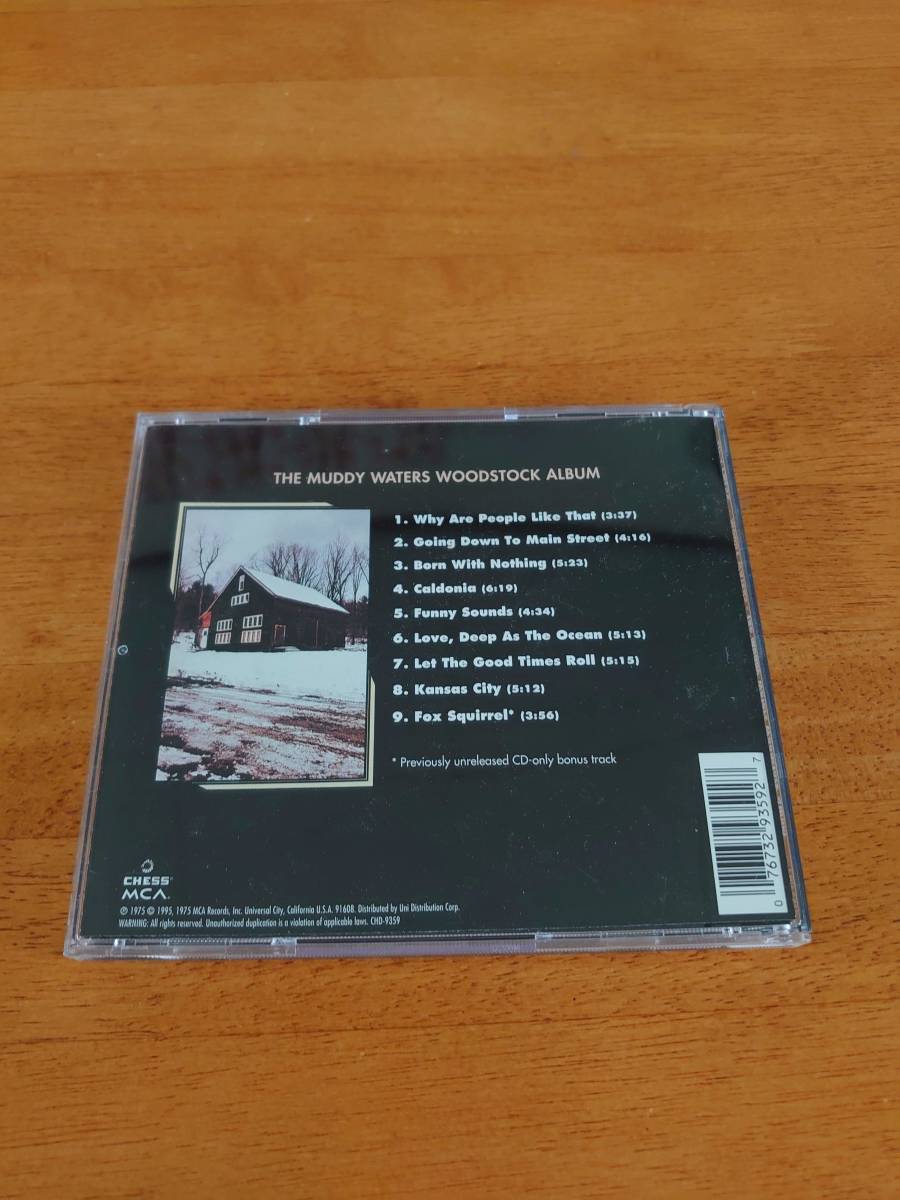 THE MUDDY WATERS WOODSTOCK ALBUM
1. Why Are People Like That (3:37)
2. Going Down To Main Street (4:16)
3. Born With Nothing (5:23)
4. Caldonia (6:19)
5. Funny Sounds (4:34)
6. Love, Deep As The Ocean (5:13)
7. Let The Good Times Roll (5:15)
8. Kansas City (5:12)
9. Fox Squirrel* (3:56)
* Previously unreleased CD-only bonus track
CHESS®
MCA.
℗ 1975 © 1995, 1975 MCA Records, Inc. Universal City, California U.S.A. 91608. Distributed by Uni Distribution Corp.
WARNING: All rights reserved. Unauthorized duplication is a violation of applicable laws. CHD-9359
0 76732 93592 7